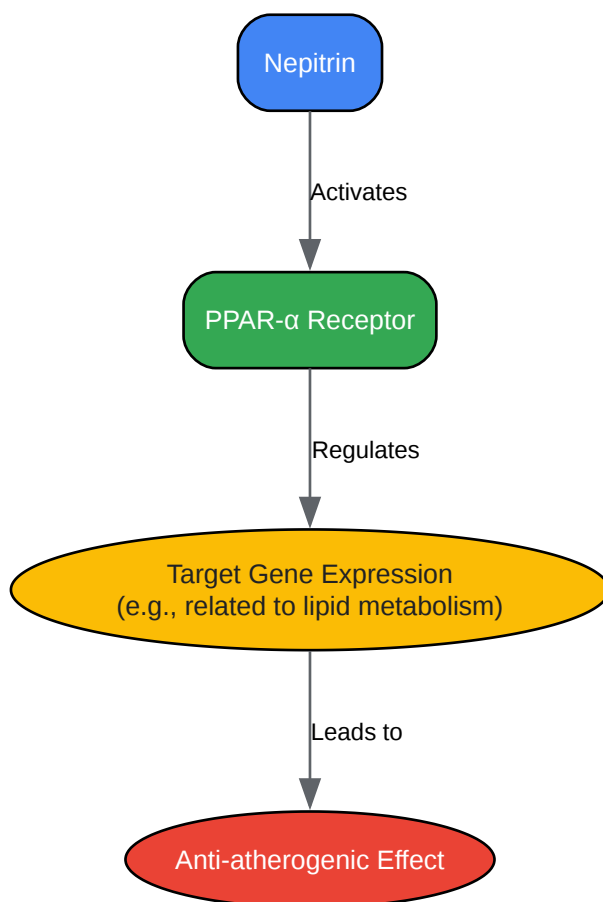 Nepitrin
Activates
PPAR-α Receptor
Regulates
Target Gene Expression
(e.g., related to lipid metabolism)
Leads to
Anti-atherogenic Effect